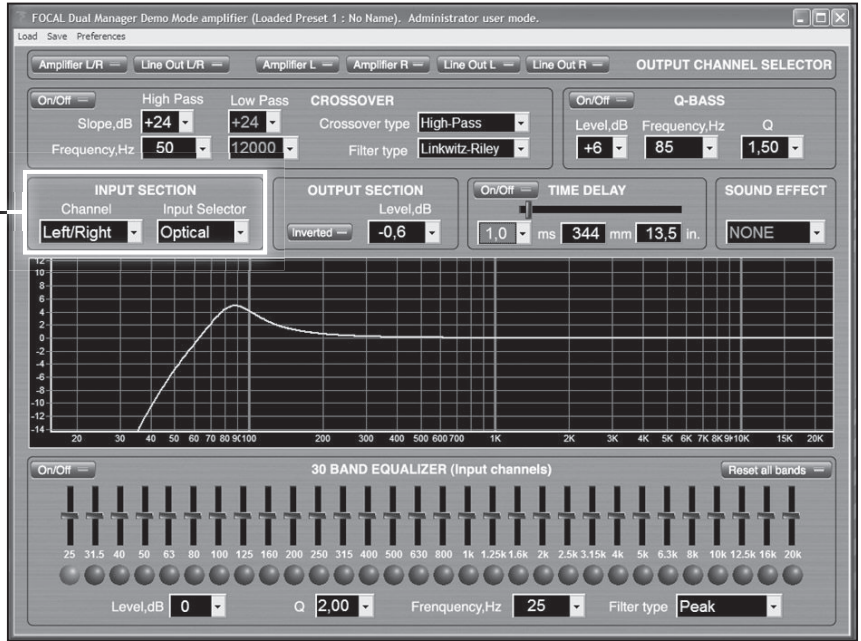 FOCAL Dual Manager Demo Mode amplifier (Loaded Preset 1 : No Name). Administrator user mode.
Load Save Preferences
Amplifier L/R Line Out L/R Amplifier L Amplifier R Line Out L Line Out R OUTPUT CHANNEL SELECTOR
On/Off High Pass Low Pass CROSSOVER
Slope,dB +24 +24 Crossover type High-Pass
Frequency,Hz 50 12000 Filter type Linkwitz-Riley
On/Off Q-BASS
Level,dB Frequency,Hz Q
+6 85 1,50
INPUT SECTION
Channel Input Selector
Left/Right Optical
OUTPUT SECTION
Level,dB
Inverted -0,6
On/Off TIME DELAY
1,0 ms 344 mm 13,5 in.
SOUND EFFECT
NONE
12
10
8
6
4
2
0
-2
-4
-6
-8
-10
-12
-14
20 30 40 50 60 70 80 90 100 200 300 400 500 600 700 1K 2K 3K 4K 5K 6K 7K 8K 9K 10K 15K 20K
On/Off 30 BAND EQUALIZER (Input channels) Reset all bands
25 31.5 40 50 63 80 100 125 160 200 250 315 400 500 630 800 1k 1.25k 1.6k 2k 2.5k 3.15k 4k 5k 6.3k 8k 10k 12.5k 16k 20k
Level,dB 0 Q 2,00 Frenquency,Hz 25 Filter type Peak